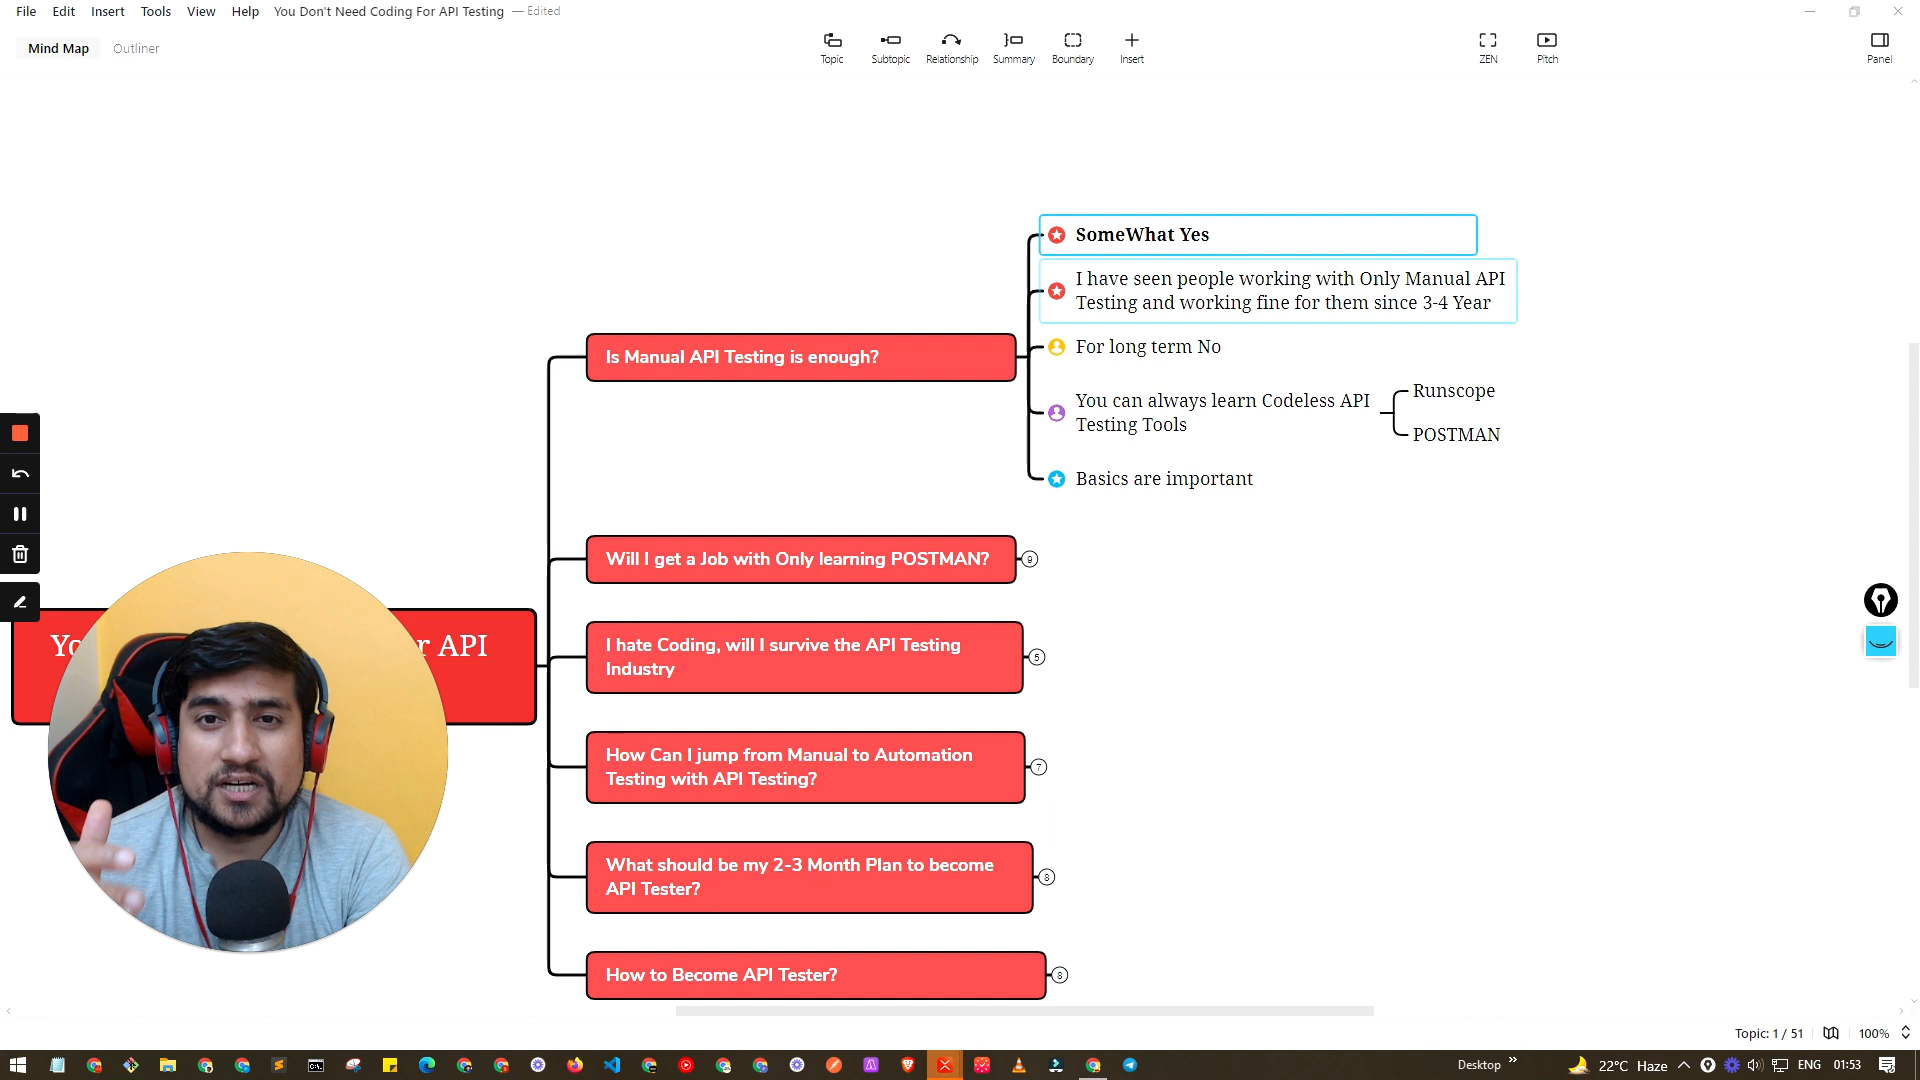 File Edit Insert Tools View Help You Don't Need Coding For API Testing — Edited
Mind Map Outliner
Topic Subtopic Relationship Summary Boundary Insert
ZEN Pitch
Panel
SomeWhat Yes
I have seen people working with Only Manual API
Testing and working fine for them since 3-4 Year
Is Manual API Testing is enough?
For long term No
You can always learn Codeless API
Testing Tools
Runscope
POSTMAN
Basics are important
Will I get a Job with Only learning POSTMAN?
9
I hate Coding, will I survive the API Testing
Industry
5
r API
How Can I jump from Manual to Automation
Testing with API Testing?
7
What should be my 2-3 Month Plan to become
API Tester?
8
How to Become API Tester?
8
Topic: 1 / 51
100%
Desktop
22°C Haze
ENG
01:53